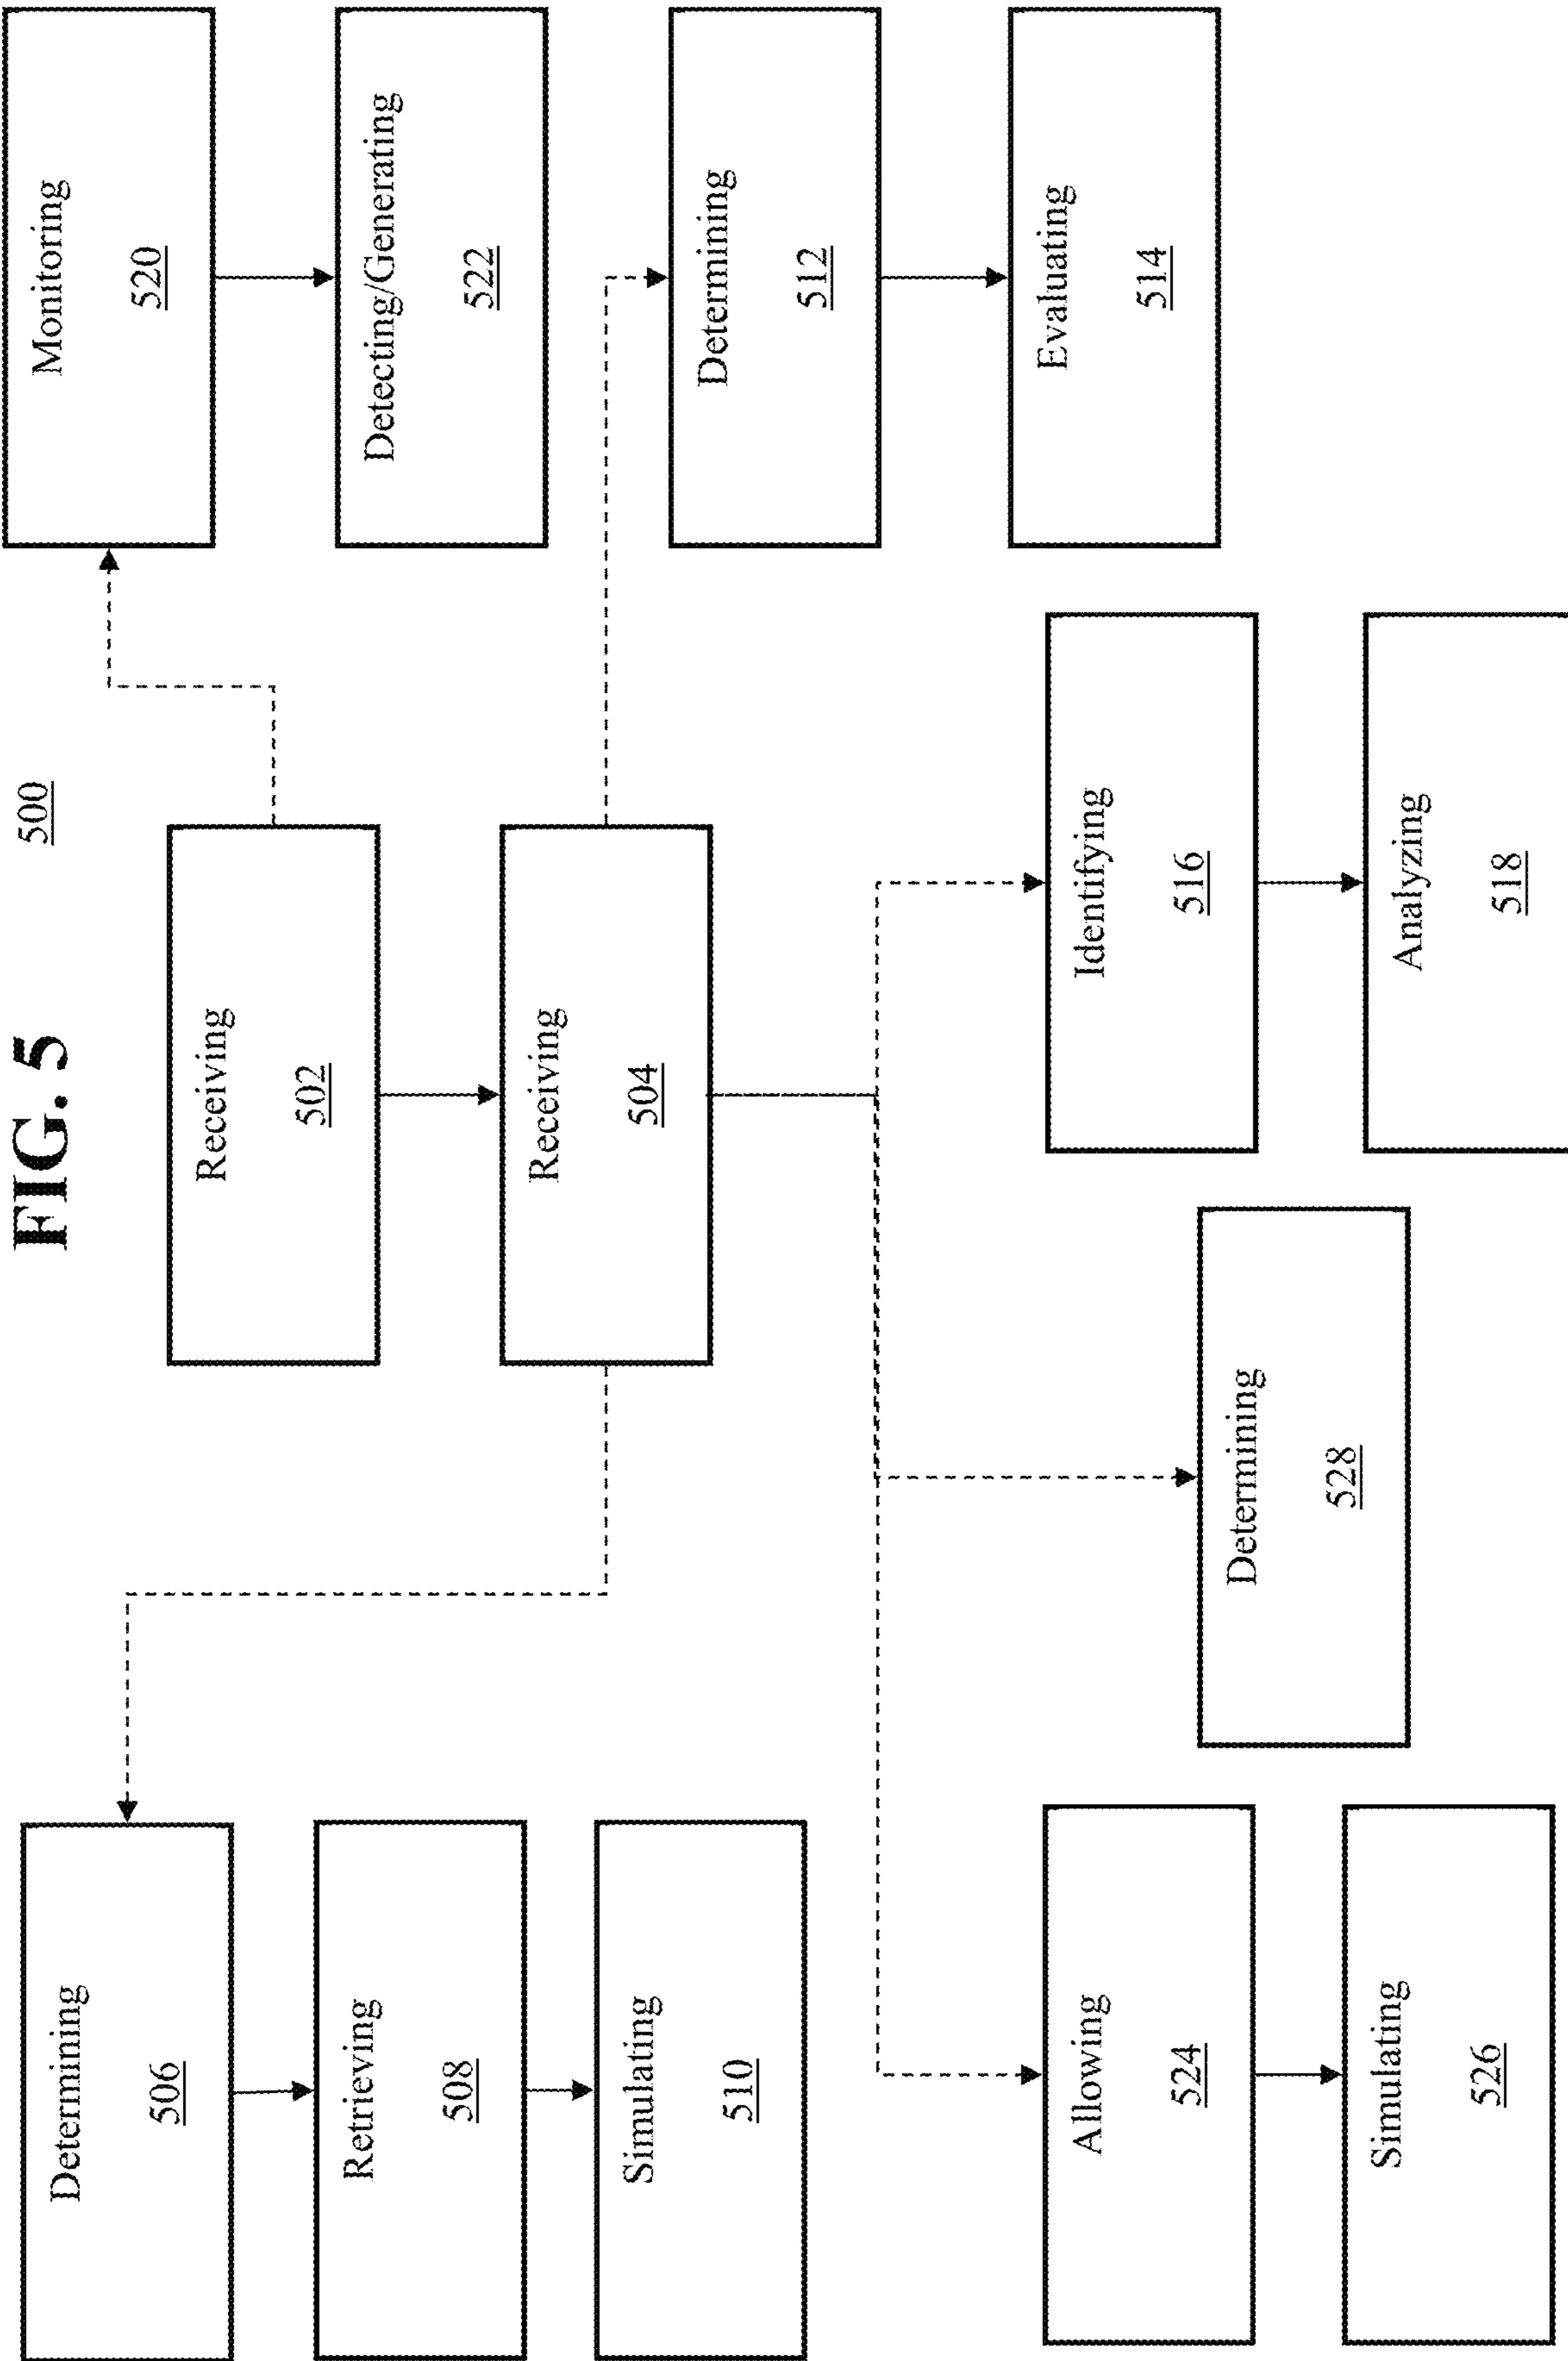 FIG. 5
500
Receiving
502
Receiving
504
Determining
506
Retrieving
508
Simulating
510
Monitoring
520
Detecting/Generating
522
Determining
512
Evaluating
514
Allowing
524
Simulating
526
Determining
528
Identifying
516
Analyzing
518